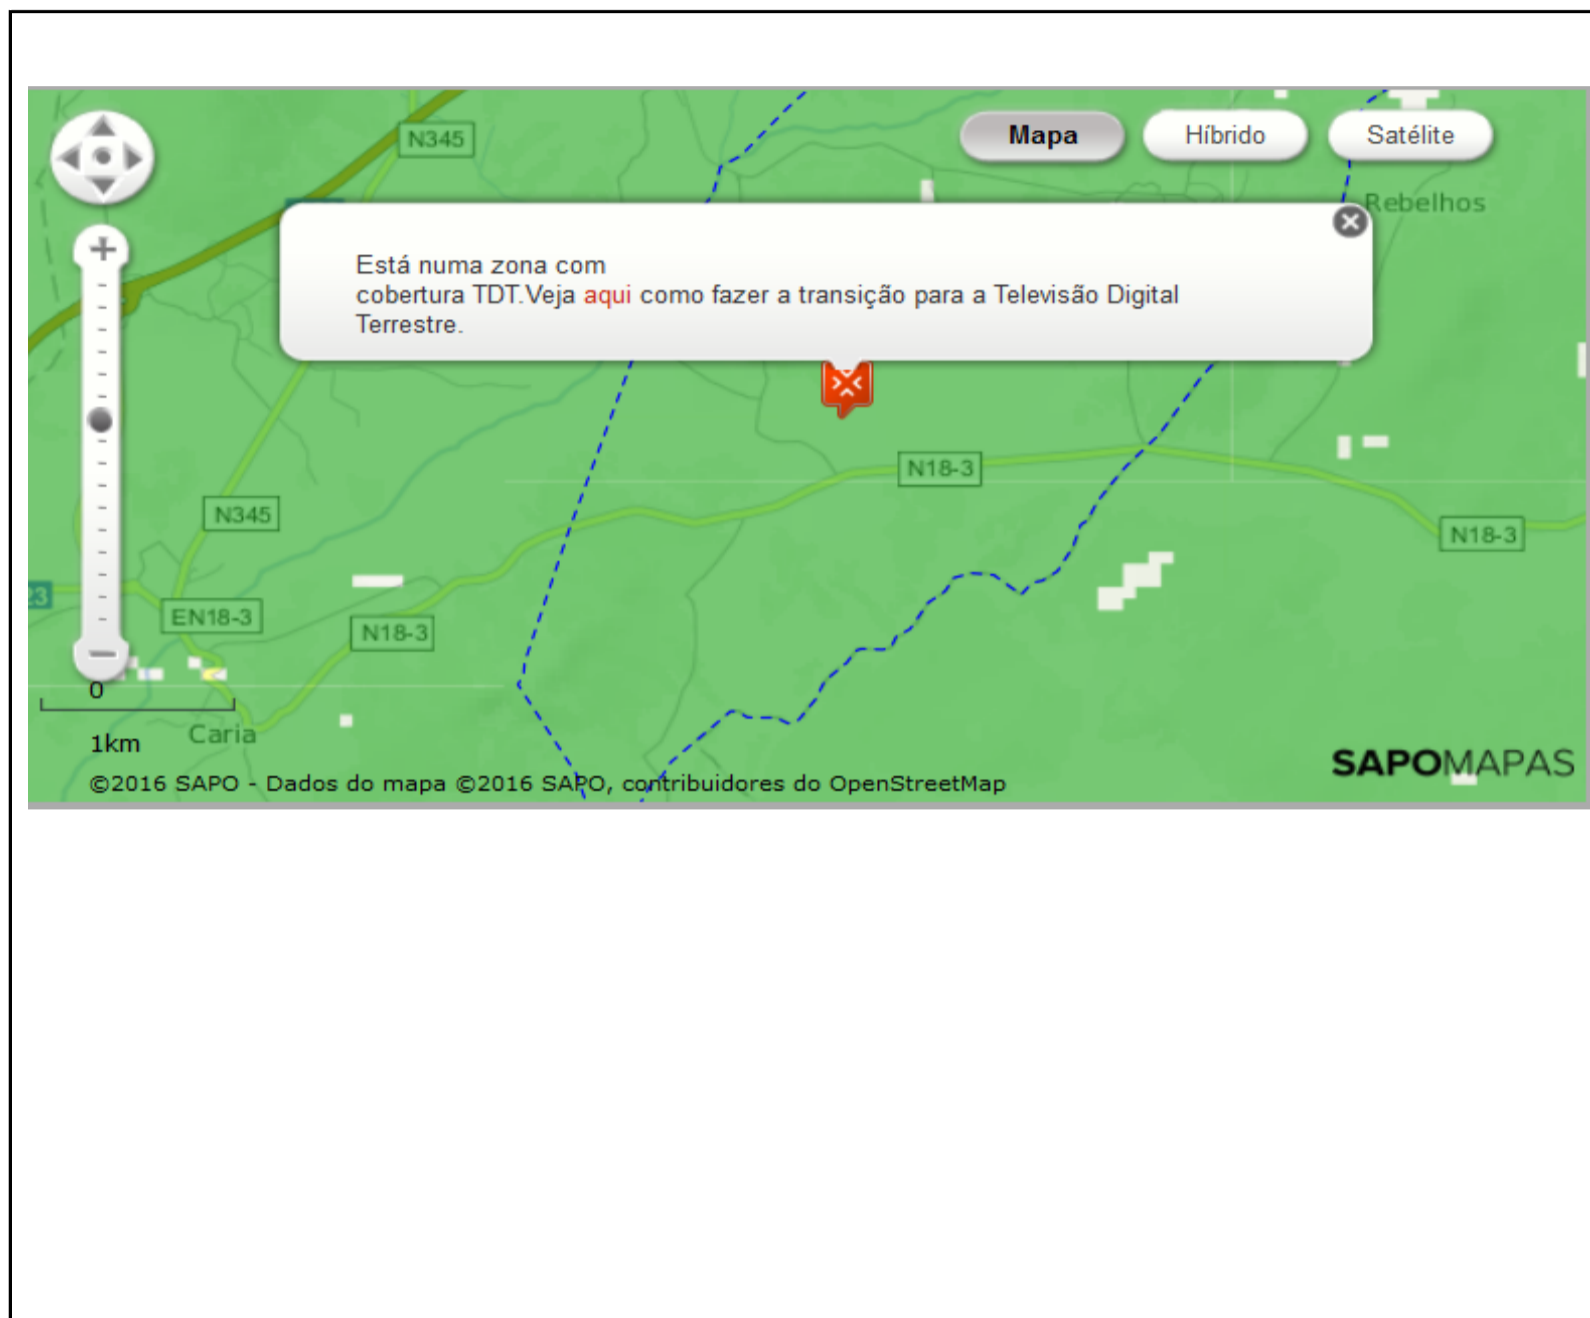 N345
Mapa
Híbrido
Satélite
Rebelhos
Está numa zona com
cobertura TDT.Veja aqui como fazer a transição para a Televisão Digital
Terrestre.
N18-3
N345
N18-3
23
EN18-3
N18-3
0
1km
Caria
SAPOMAPAS
©2016 SAPO - Dados do mapa ©2016 SAPO, contribuidores do OpenStreetMap